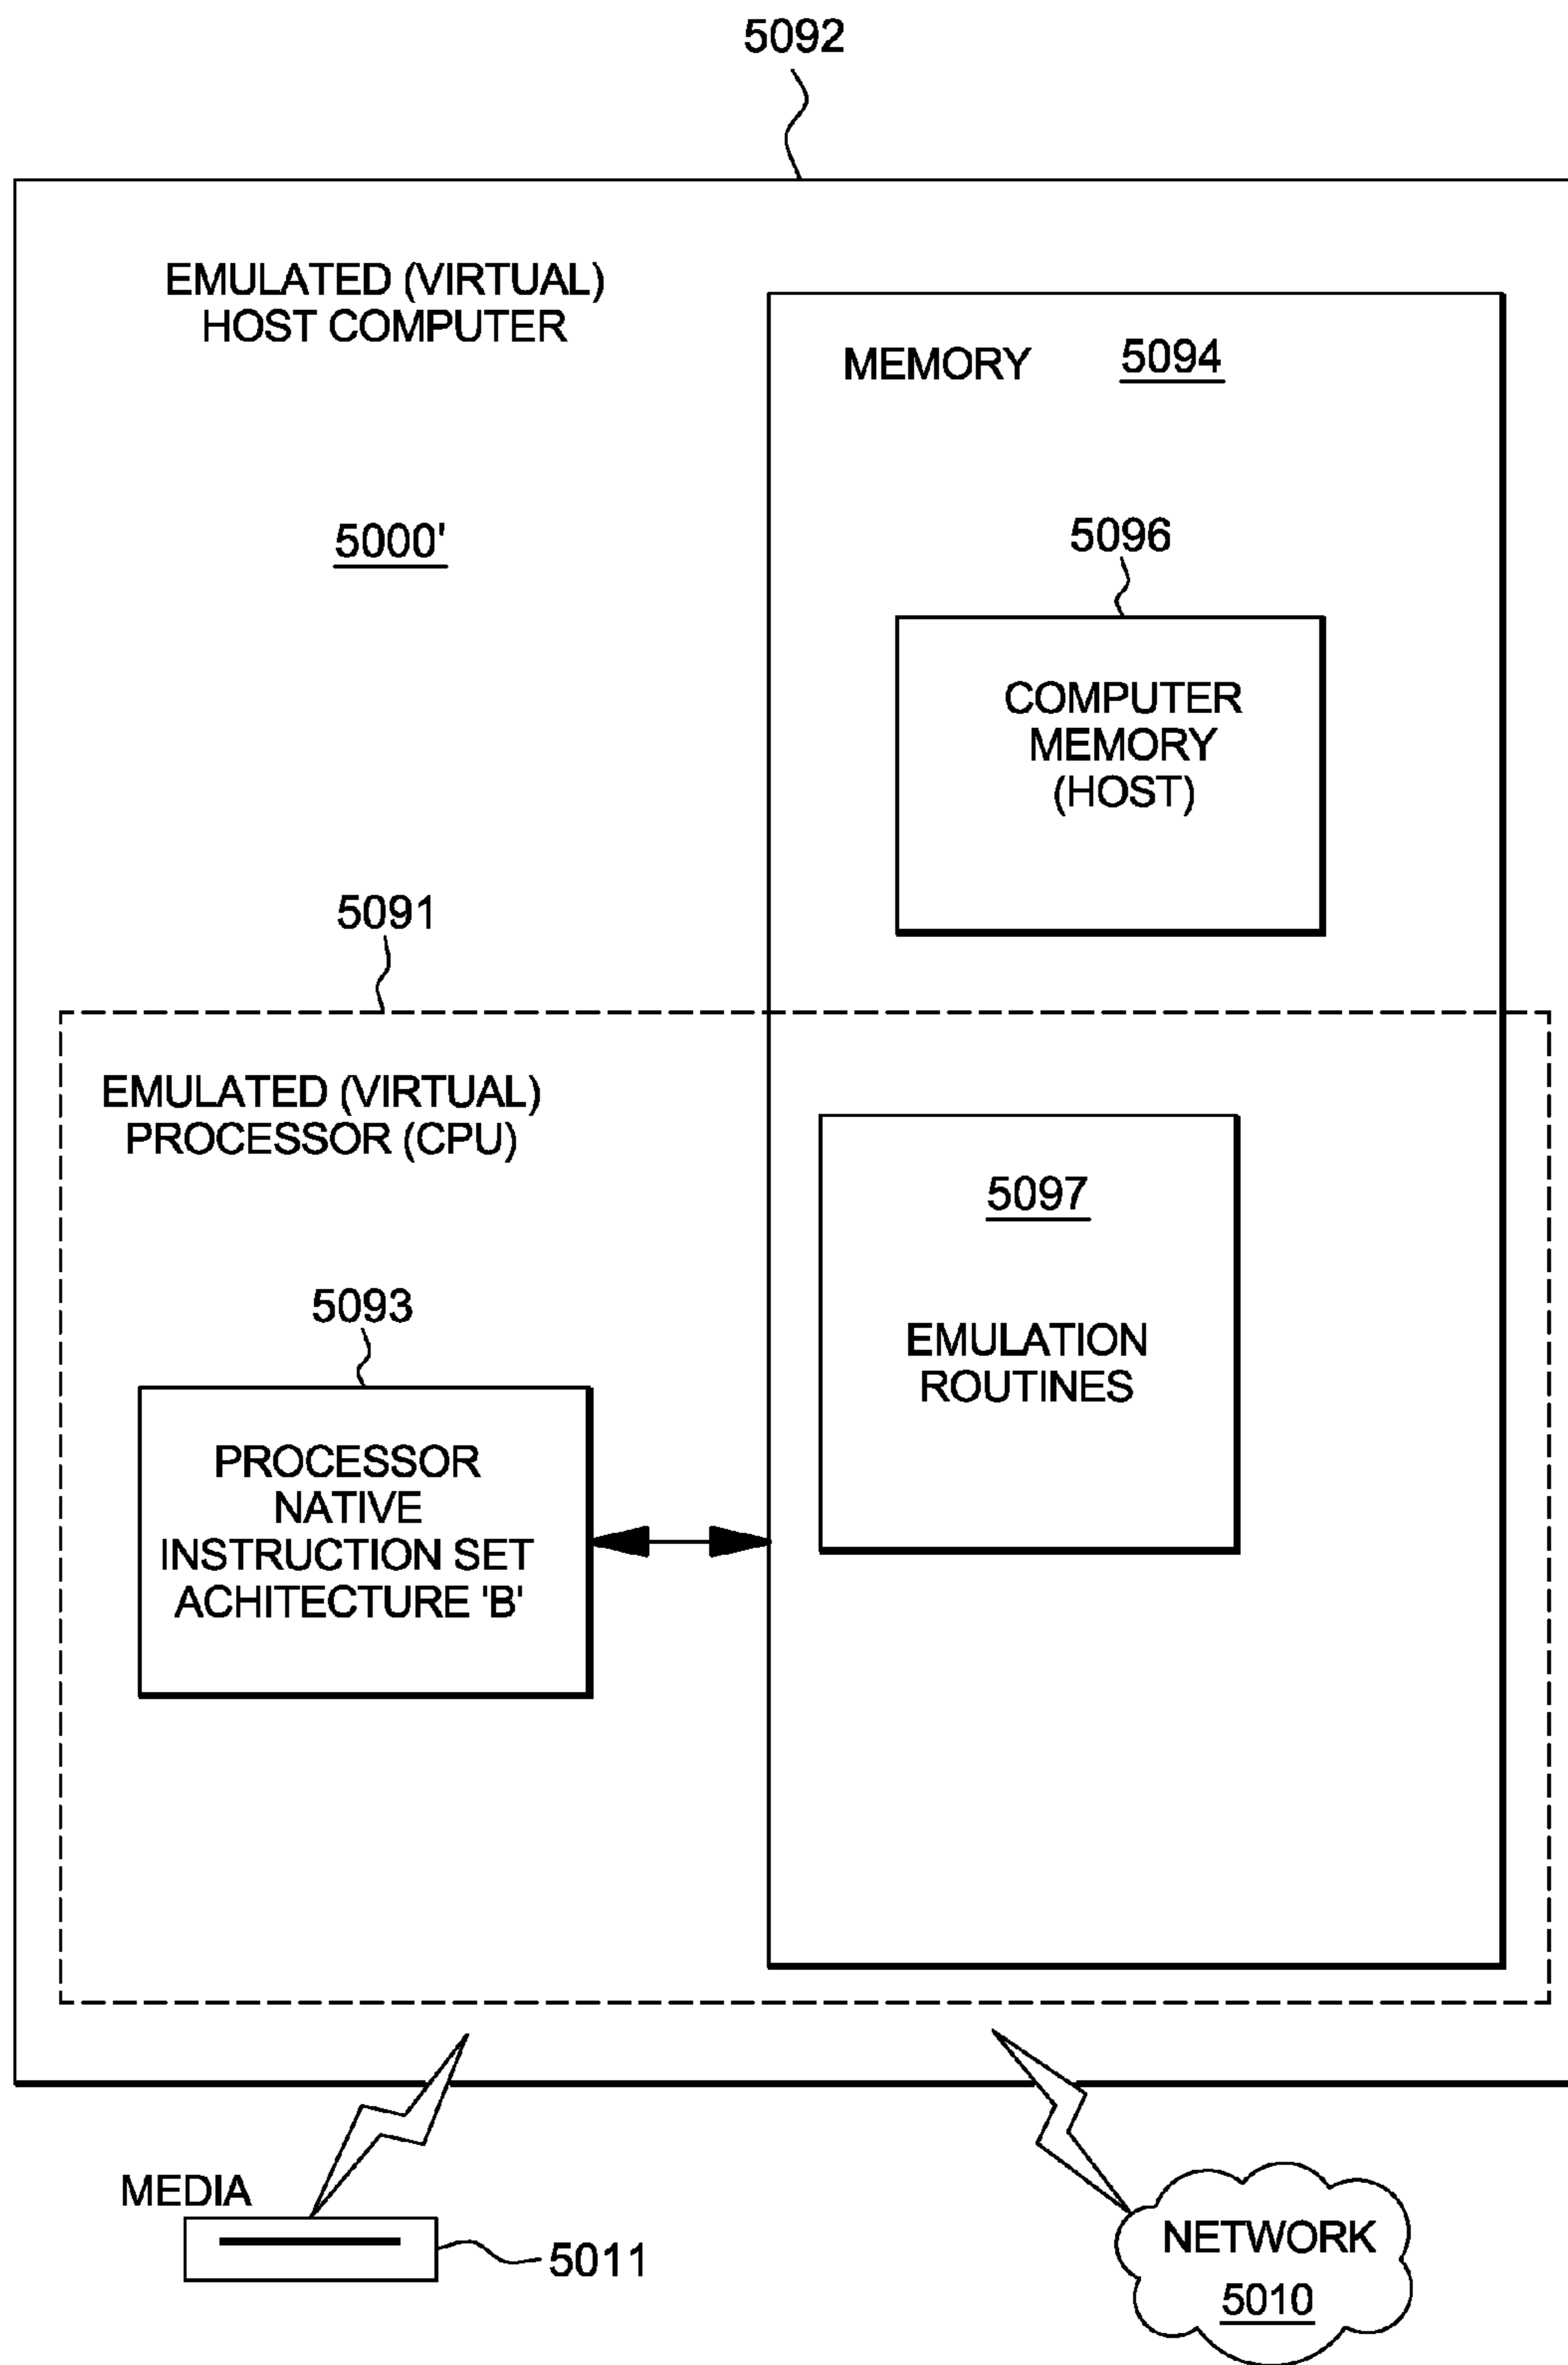 5092
EMULATED (VIRTUAL)
HOST COMPUTER
5000'
MEMORY 5094
5096
COMPUTER
MEMORY
(HOST)
5091
EMULATED (VIRTUAL)
PROCESSOR (CPU)
5097
EMULATION
ROUTINES
5093
PROCESSOR
NATIVE
INSTRUCTION SET
ACHITECTURE 'B'
MEDIA
5011
NETWORK
5010